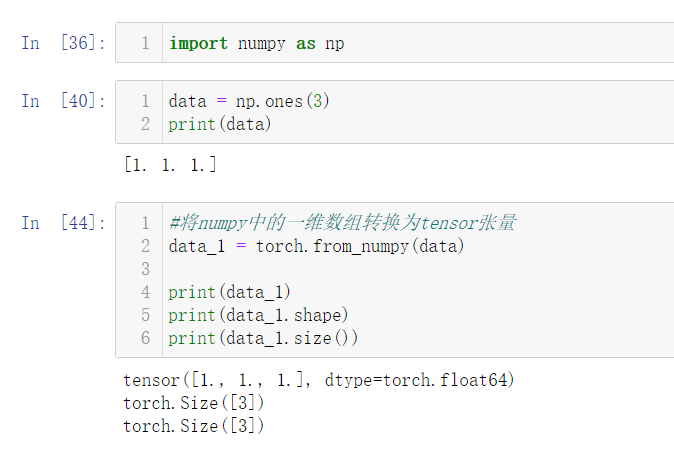 In [36]: 1 import numpy as np
In [40]: 1 data = np.ones(3)
2 print(data)
[1. 1. 1.]
In [44]: 1 #将numpy中的一维数组转换为tensor张量
2 data_1 = torch.from_numpy(data)
3
4 print(data_1)
5 print(data_1.shape)
6 print(data_1.size())
tensor([1., 1., 1.], dtype=torch.float64)
torch.Size([3])
torch.Size([3])